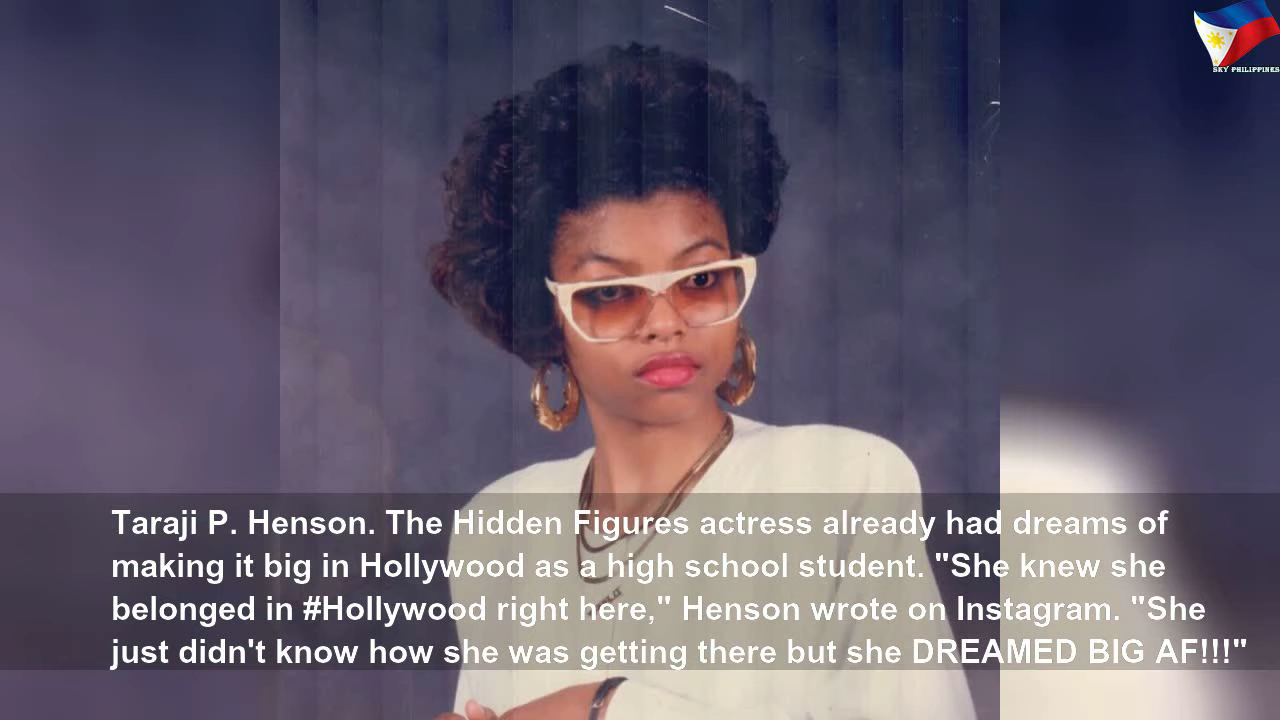 SKY PHILIPPINES
Taraji P. Henson. The Hidden Figures actress already had dreams of
making it big in Hollywood as a high school student. "She knew she
belonged in #Hollywood right here," Henson wrote on Instagram. "She
just didn't know how she was getting there but she DREAMED BIG AF!!!"